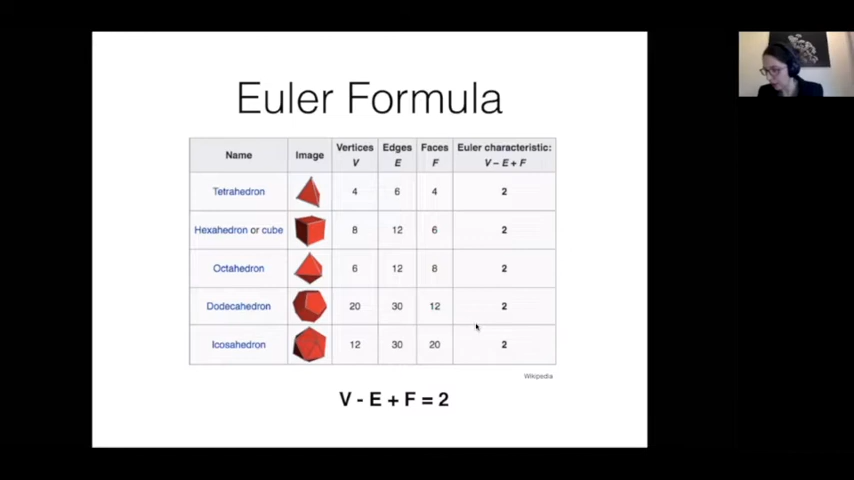 Euler Formula
Name Image Vertices V Edges E Faces F Euler characteristic: V – E + F
Tetrahedron 4 6 4 2
Hexahedron or cube 8 12 6 2
Octahedron 6 12 8 2
Dodecahedron 20 30 12 2
Icosahedron 12 30 20 2
Wikipedia
V - E + F = 2